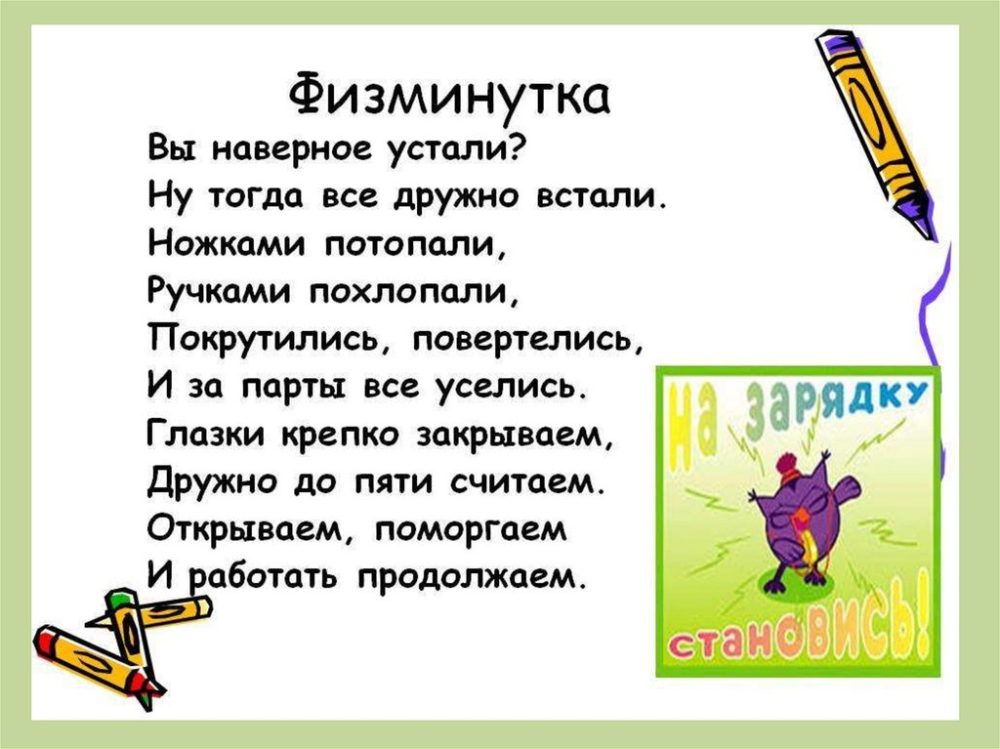 Физминутка
Вы наверное устали?
Ну тогда все дружно встали.
Ножками потопали,
Ручками похлопали,
Покрутились, повертелись,
И за парты все уселись.
Глазки крепко закрываем,
Дружно до пяти считаем.
Открываем, поморгаем
И работать продолжаем.
на зарядку
становись!